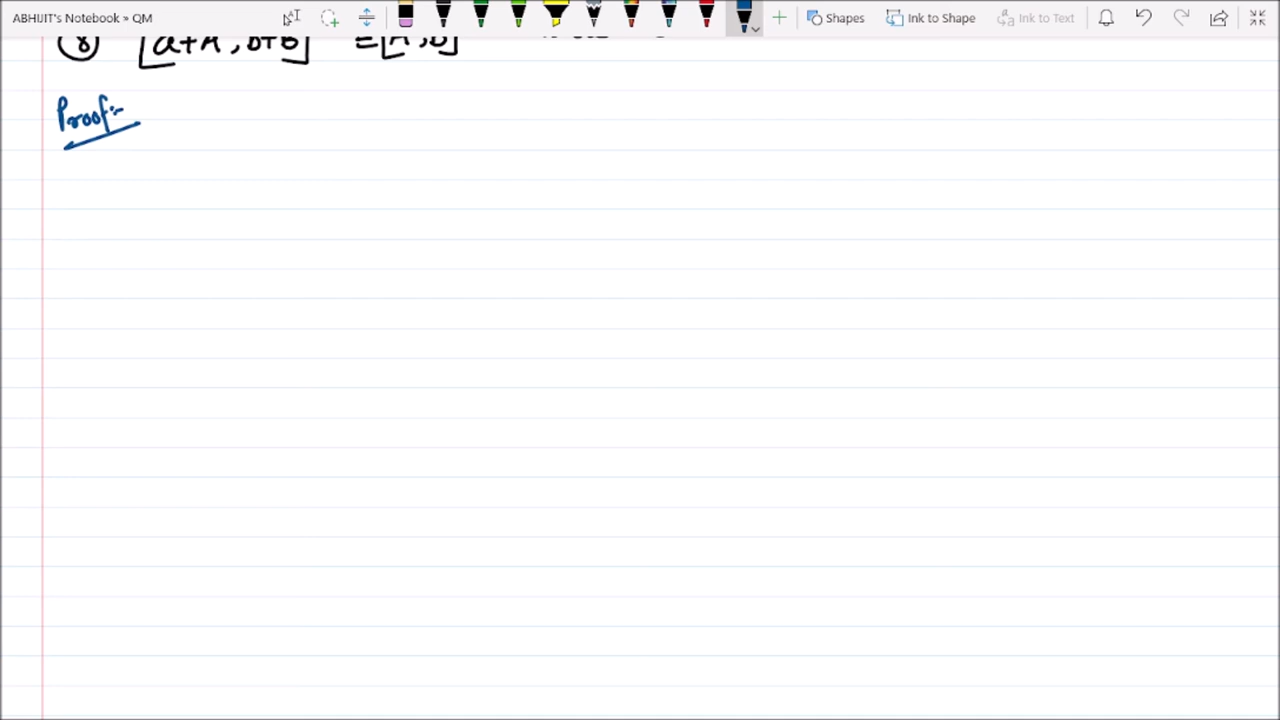 ABHIJIT's Notebook » QM
Shapes
Ink to Shape
Ink to Text
⑧ [a+A, b+B] = [A, B]
Proof:-